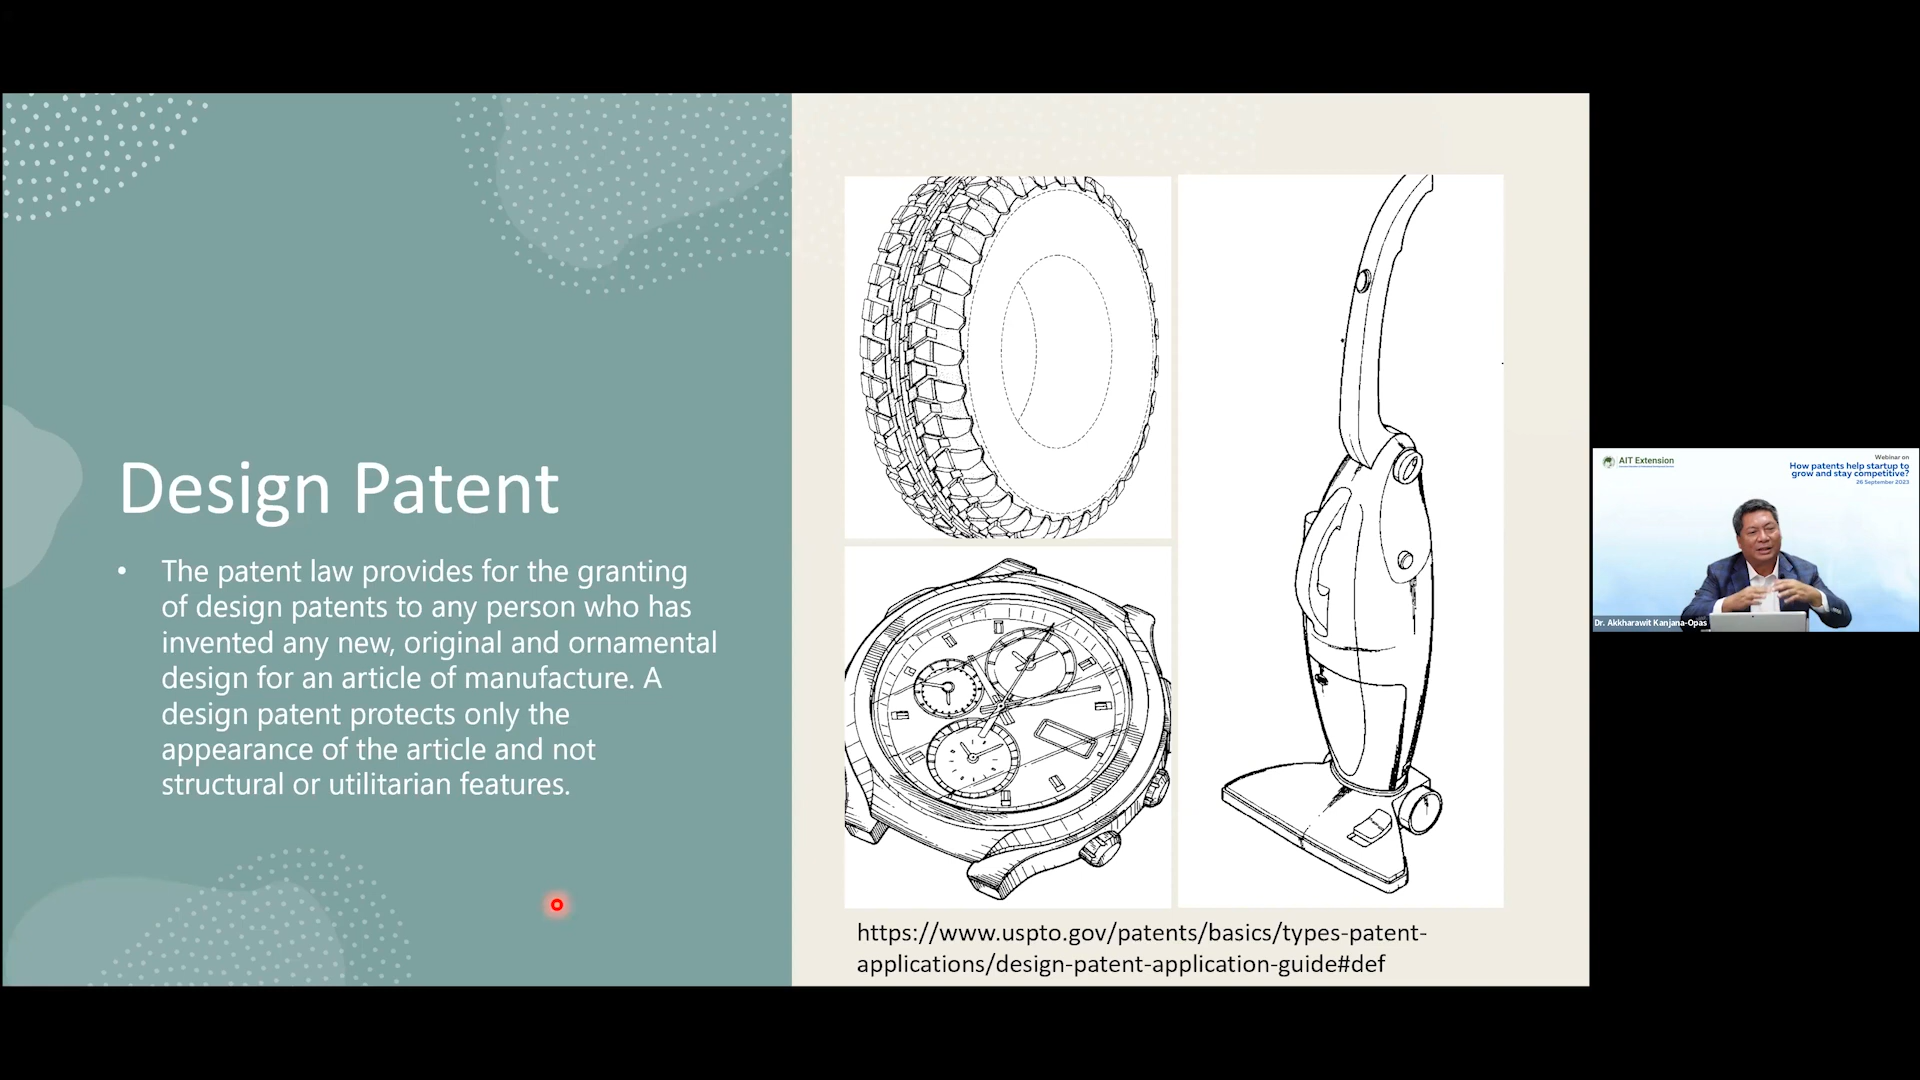 Design Patent
• The patent law provides for the granting
of design patents to any person who has
invented any new, original and ornamental
design for an article of manufacture. A
design patent protects only the
appearance of the article and not
structural or utilitarian features.
https://www.uspto.gov/patents/basics/types-patent-
applications/design-patent-application-guide#def
AIT Extension
Webinar on
How patents help startup to
grow and stay competitive?
26 September 2023
Dr. Akkharawit Kanjana-Opas